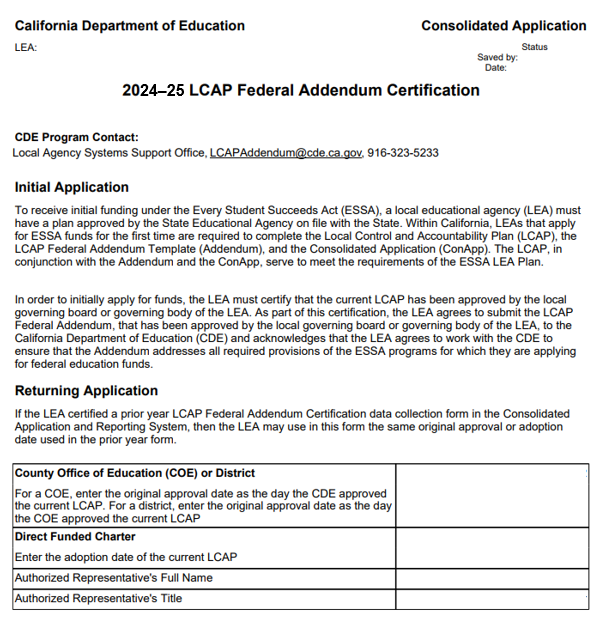 California Department of Education
Consolidated Application
LEA:
Status
Saved by:
Date:
2024–25 LCAP Federal Addendum Certification
CDE Program Contact:
Local Agency Systems Support Office, LCAPAddendum@cde.ca.gov, 916-323-5233
Initial Application
To receive initial funding under the Every Student Succeeds Act (ESSA), a local educational agency (LEA) must
have a plan approved by the State Educational Agency on file with the State. Within California, LEAs that apply
for ESSA funds for the first time are required to complete the Local Control and Accountability Plan (LCAP), the
LCAP Federal Addendum Template (Addendum), and the Consolidated Application (ConApp). The LCAP, in
conjunction with the Addendum and the ConApp, serve to meet the requirements of the ESSA LEA Plan.
In order to initially apply for funds, the LEA must certify that the current LCAP has been approved by the local
governing board or governing body of the LEA. As part of this certification, the LEA agrees to submit the LCAP
Federal Addendum, that has been approved by the local governing board or governing body of the LEA, to the
California Department of Education (CDE) and acknowledges that the LEA agrees to work with the CDE to
ensure that the Addendum addresses all required provisions of the ESSA programs for which they are applying
for federal education funds.
Returning Application
If the LEA certified a prior year LCAP Federal Addendum Certification data collection form in the Consolidated
Application and Reporting System, then the LEA may use in this form the same original approval or adoption
date used in the prior year form.
County Office of Education (COE) or District
For a COE, enter the original approval date as the day the CDE approved
the current LCAP. For a district, enter the original approval date as the day
the COE approved the current LCAP
Direct Funded Charter
Enter the adoption date of the current LCAP
Authorized Representative's Full Name
Authorized Representative's Title